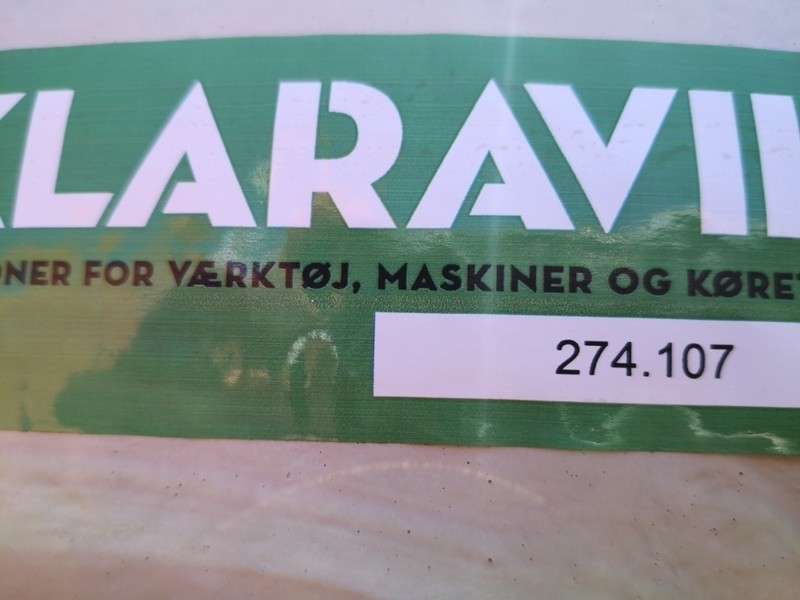 KLARAVI
ONER FOR VÆRKTØJ, MASKINER OG KØRET
274.107